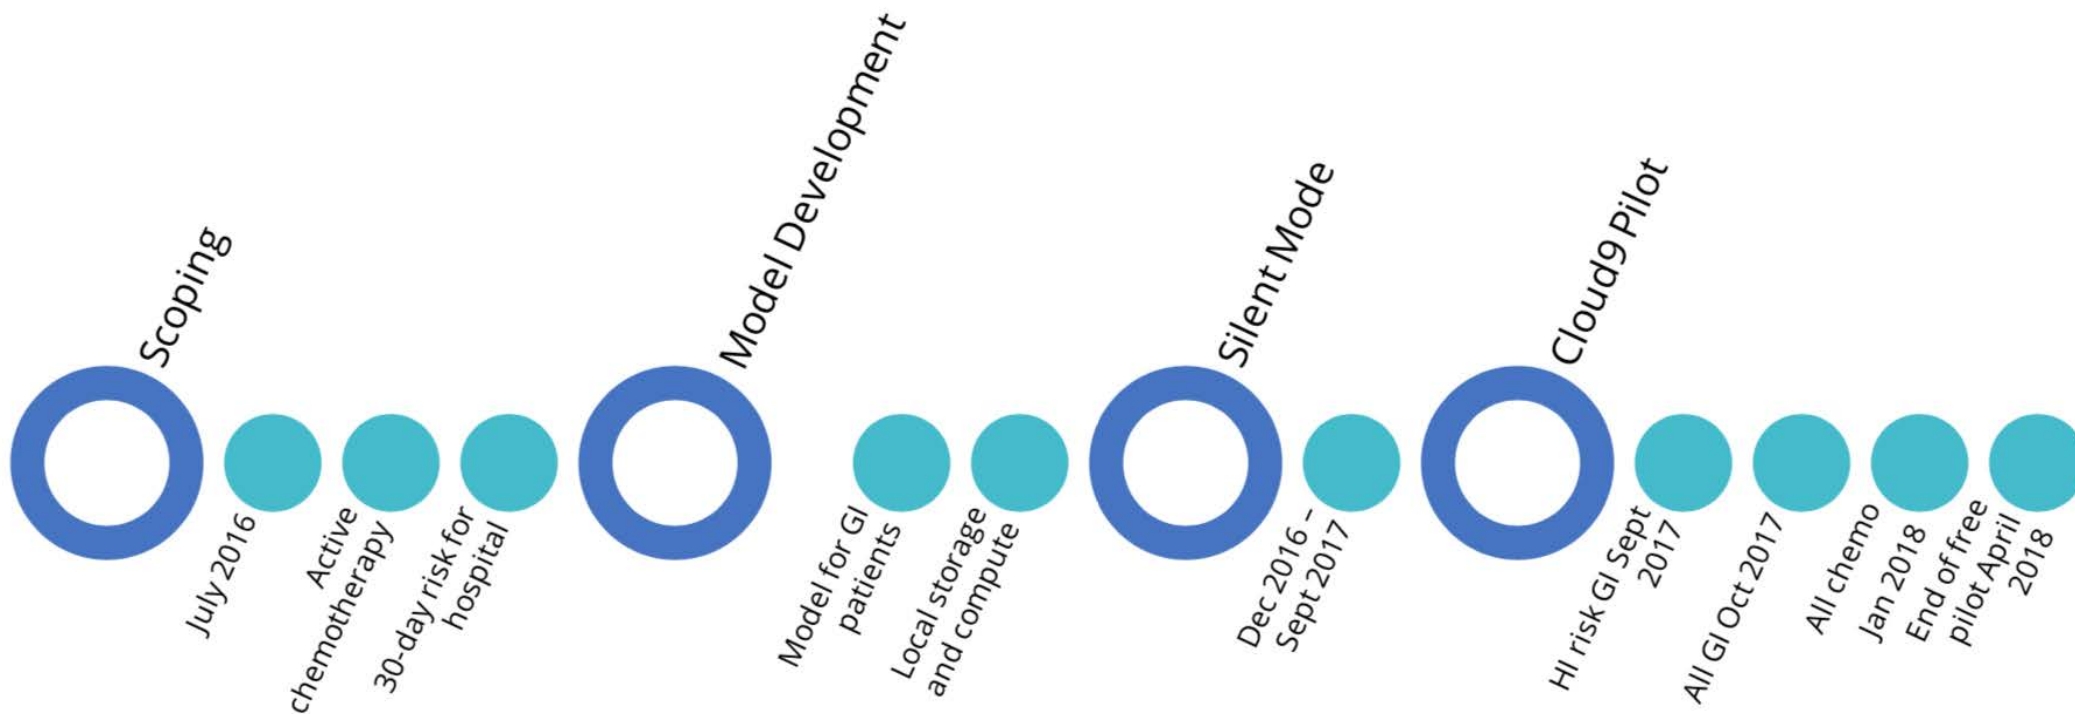 Scoping
July 2016
Active
chemotherapy
30-day risk for
hospital
Model Development
Model for GI
patients
Local storage
and compute
Silent Mode
Dec 2016 –
Sept 2017
Cloud9 Pilot
HI risk GI Sept
2017
All GI Oct 2017
All chemo
Jan 2018
End of free
pilot April
2018